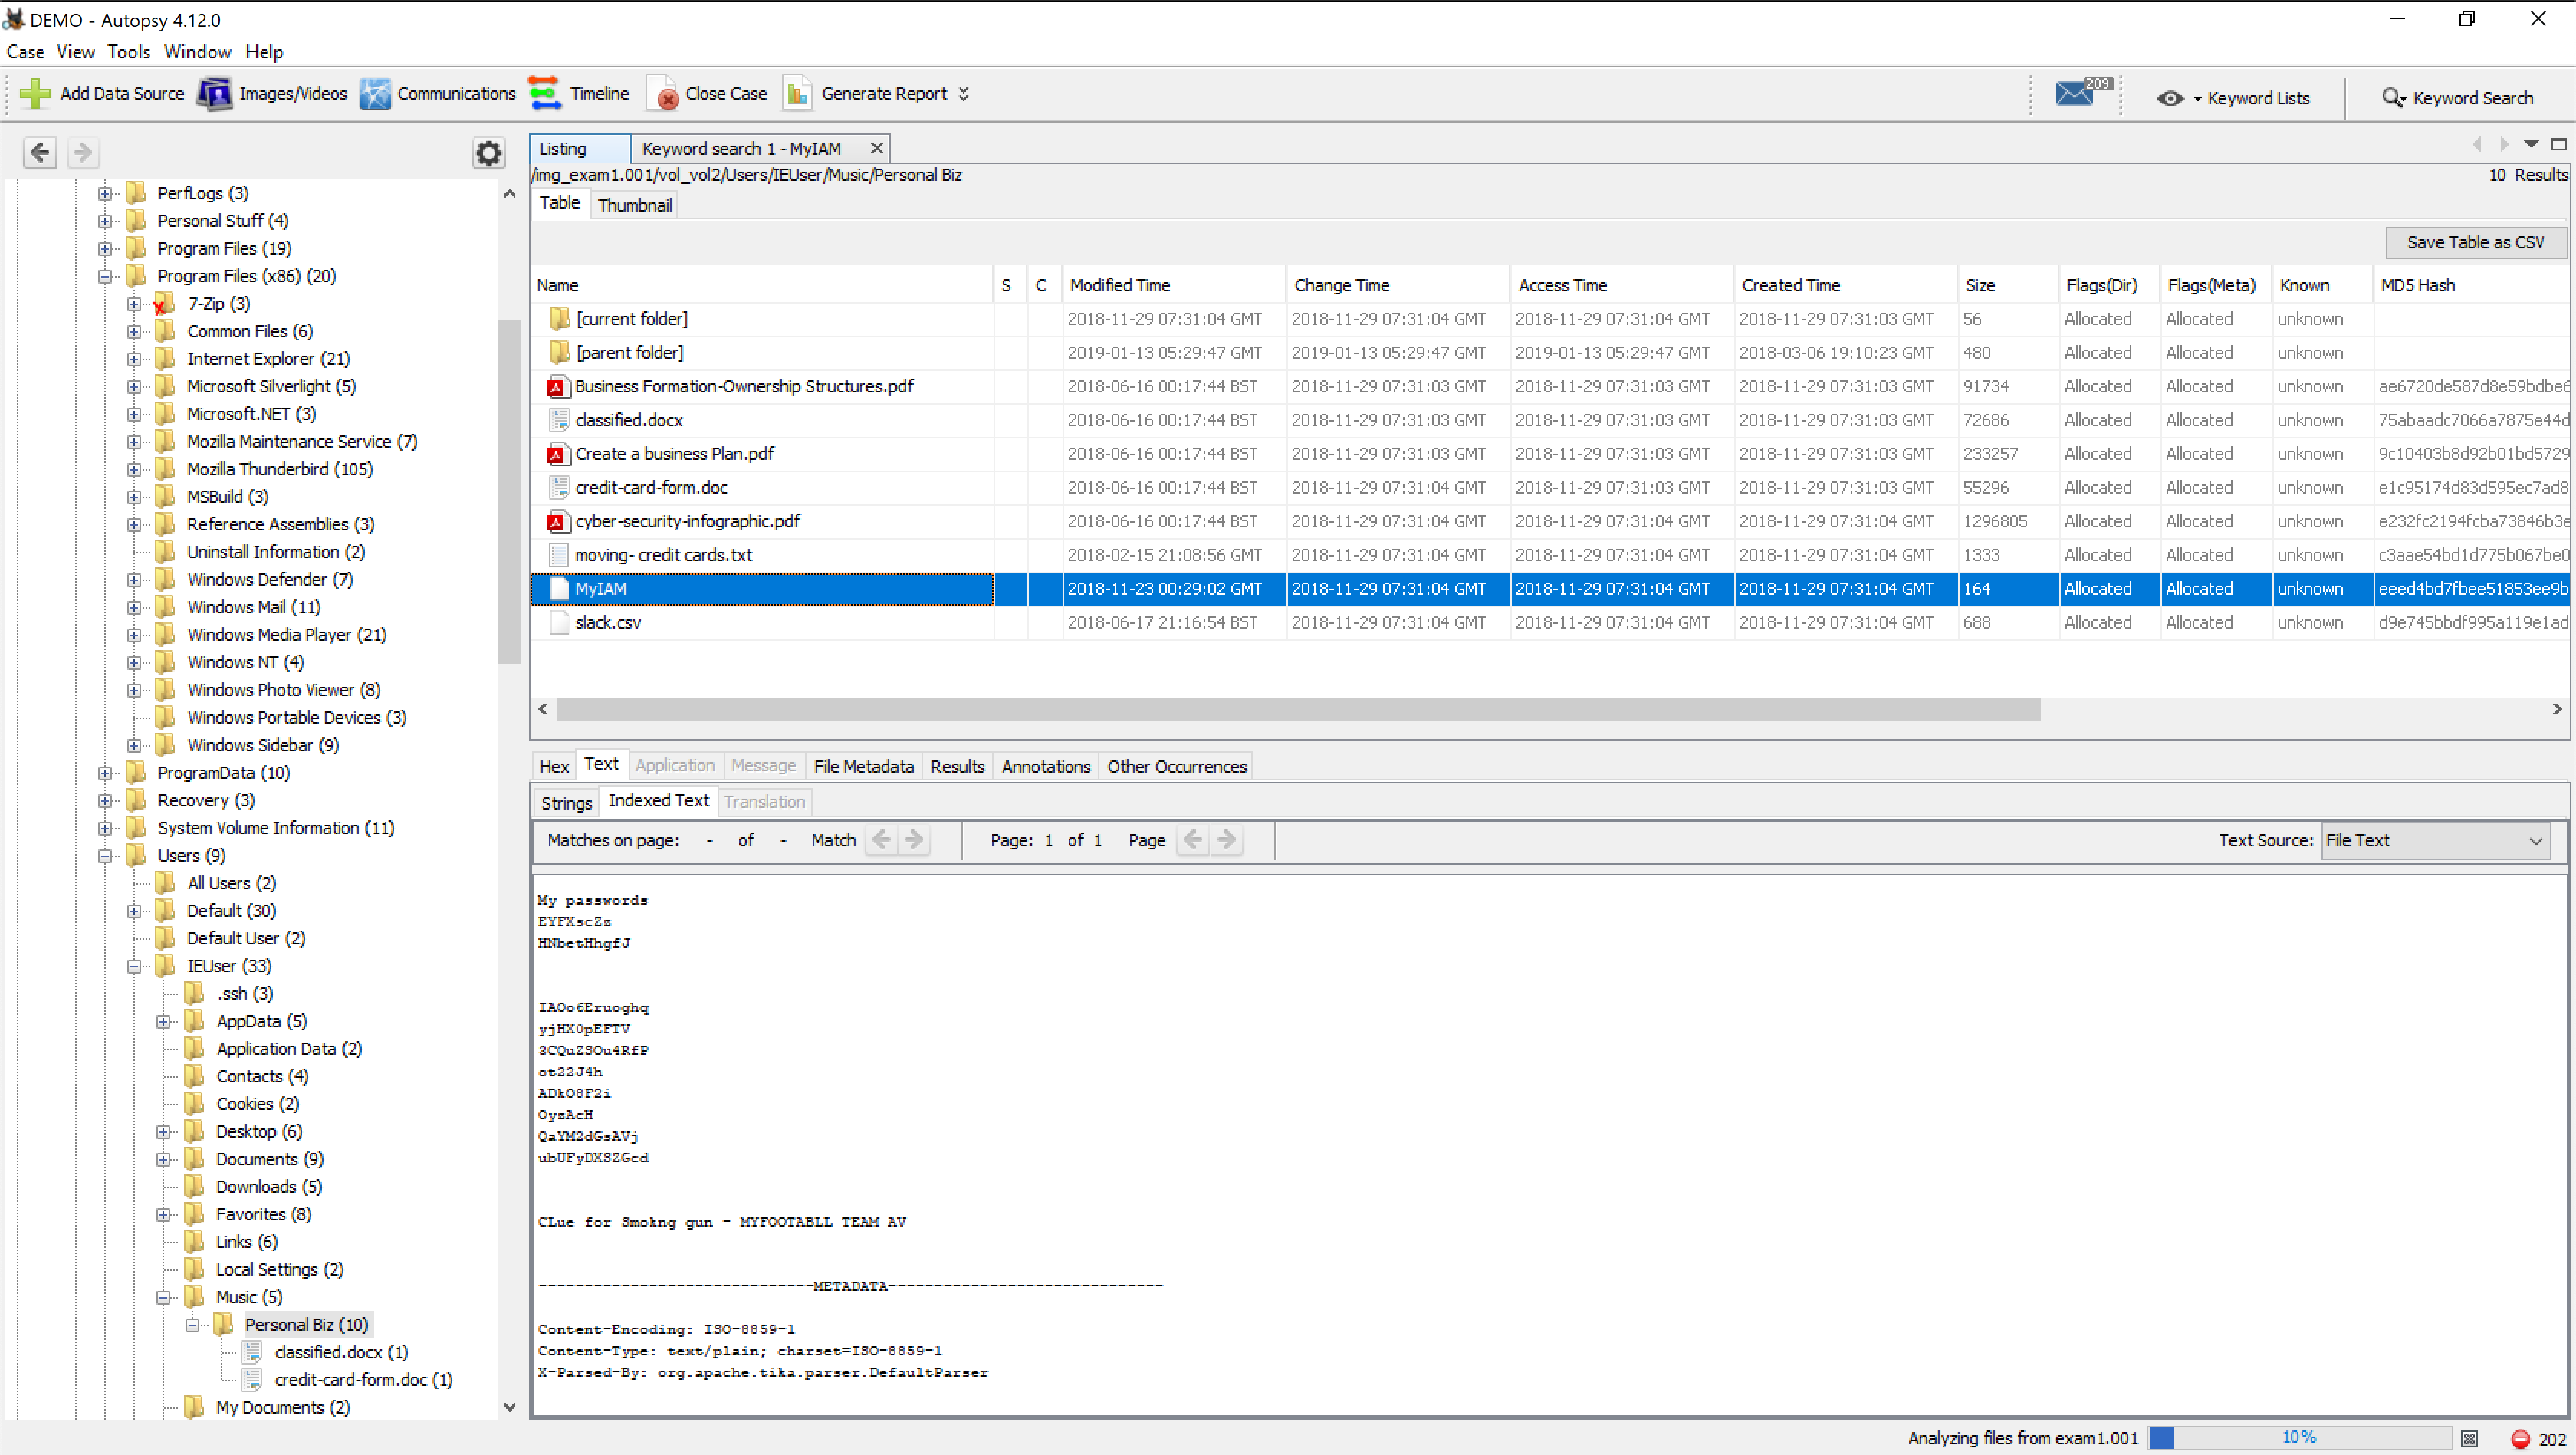 DEMO - Autopsy 4.12.0
Case View Tools Window Help
Add Data Source Images/Videos Communications Timeline Close Case Generate Report 209 Keyword Lists Keyword Search
PerfLogs (3)
Personal Stuff (4)
Program Files (19)
Program Files (x86) (20)
7-Zip (3)
Common Files (6)
Internet Explorer (21)
Microsoft Silverlight (5)
Microsoft.NET (3)
Mozilla Maintenance Service (7)
Mozilla Thunderbird (105)
MSBuild (3)
Reference Assemblies (3)
Uninstall Information (2)
Windows Defender (7)
Windows Mail (11)
Windows Media Player (21)
Windows NT (4)
Windows Photo Viewer (8)
Windows Portable Devices (3)
Windows Sidebar (9)
ProgramData (10)
Recovery (3)
System Volume Information (11)
Users (9)
All Users (2)
Default (30)
Default User (2)
IEUser (33)
.ssh (3)
AppData (5)
Application Data (2)
Contacts (4)
Cookies (2)
Desktop (6)
Documents (9)
Downloads (5)
Favorites (8)
Links (6)
Local Settings (2)
Music (5)
Personal Biz (10)
classified.docx (1)
credit-card-form.doc (1)
My Documents (2)
Listing Keyword search 1 - MyIAM
/img_exam1.001/vol_vol2/Users/IEUser/Music/Personal Biz 10 Results
Table Thumbnail
Save Table as CSV
Name S C Modified Time Change Time Access Time Created Time Size Flags(Dir) Flags(Meta) Known MD5 Hash
[current folder] 2018-11-29 07:31:04 GMT 2018-11-29 07:31:04 GMT 2018-11-29 07:31:04 GMT 2018-11-29 07:31:03 GMT 56 Allocated Allocated unknown
[parent folder] 2019-01-13 05:29:47 GMT 2019-01-13 05:29:47 GMT 2019-01-13 05:29:47 GMT 2018-03-06 19:10:23 GMT 480 Allocated Allocated unknown
Business Formation-Ownership Structures.pdf 2018-06-16 00:17:44 BST 2018-11-29 07:31:03 GMT 2018-11-29 07:31:03 GMT 2018-11-29 07:31:03 GMT 91734 Allocated Allocated unknown ae6720de587d8e59bdbe6
classified.docx 2018-06-16 00:17:44 BST 2018-11-29 07:31:03 GMT 2018-11-29 07:31:03 GMT 2018-11-29 07:31:03 GMT 72686 Allocated Allocated unknown 75abaadc7066a7875e44d
Create a business Plan.pdf 2018-06-16 00:17:44 BST 2018-11-29 07:31:03 GMT 2018-11-29 07:31:03 GMT 2018-11-29 07:31:03 GMT 233257 Allocated Allocated unknown 9c10403b8d92b01bd5729
credit-card-form.doc 2018-06-16 00:17:44 BST 2018-11-29 07:31:04 GMT 2018-11-29 07:31:03 GMT 2018-11-29 07:31:03 GMT 55296 Allocated Allocated unknown e1c95174d83d595ec7ad8
cyber-security-infographic.pdf 2018-06-16 00:17:44 BST 2018-11-29 07:31:04 GMT 2018-11-29 07:31:04 GMT 2018-11-29 07:31:04 GMT 1296805 Allocated Allocated unknown e232fc2194fcba73846b3e
moving- credit cards.txt 2018-02-15 21:08:56 GMT 2018-11-29 07:31:04 GMT 2018-11-29 07:31:04 GMT 2018-11-29 07:31:04 GMT 1333 Allocated Allocated unknown c3aae54bd1d775b067be0
MyIAM 2018-11-23 00:29:02 GMT 2018-11-29 07:31:04 GMT 2018-11-29 07:31:04 GMT 2018-11-29 07:31:04 GMT 164 Allocated Allocated unknown eeed4bd7fbee51853ee9b
slack.csv 2018-06-17 21:16:54 BST 2018-11-29 07:31:04 GMT 2018-11-29 07:31:04 GMT 2018-11-29 07:31:04 GMT 688 Allocated Allocated unknown d9e745bbdf995a119e1ad
Hex Text Application Message File Metadata Results Annotations Other Occurrences
Strings Indexed Text Translation
Matches on page: - of - Match Page: 1 of 1 Page Text Source: File Text
My passwords
EYFXscZz
HNbetHhgfJ
IAOo6Eruoghq
yjHX0pEFTV
3CQuZSOu4RfP
ot22J4h
ADkO8F2i
OyzAcH
QaYM2dGsAVj
ubUFyDXSZGcd
CLue for Smokng gun - MYFOOTABLL TEAM AV
------------------------------METADATA------------------------------
Content-Encoding: ISO-8859-1
Content-Type: text/plain; charset=ISO-8859-1
X-Parsed-By: org.apache.tika.parser.DefaultParser
Analyzing files from exam1.001 10% 202